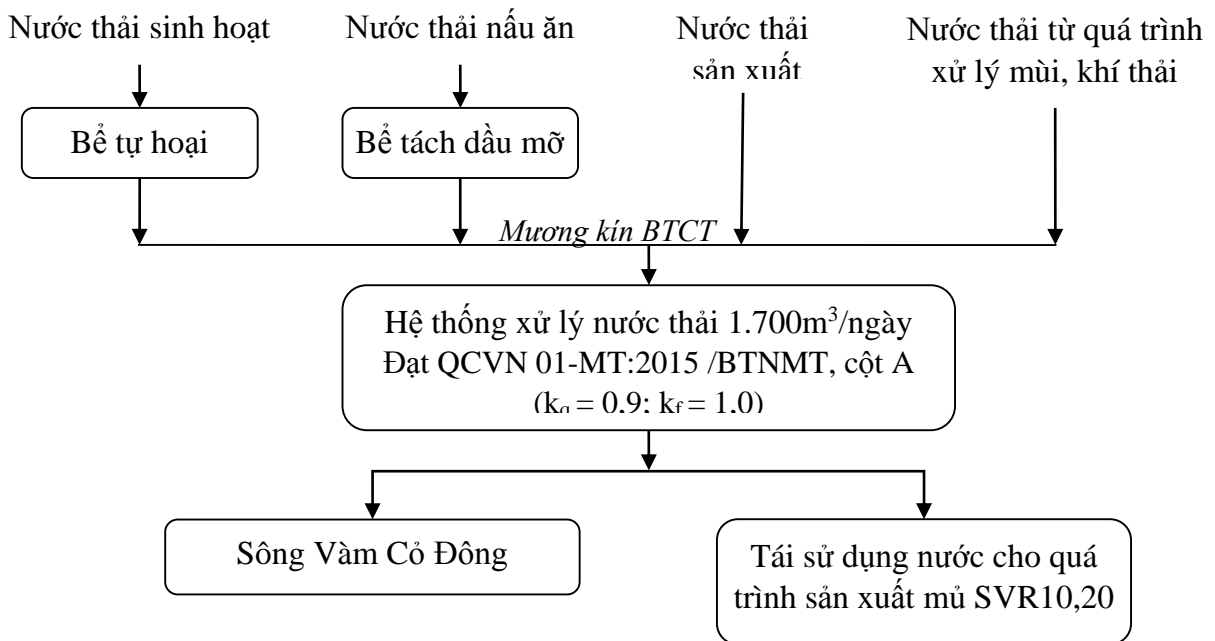 Nước thải sinh hoạt
Nước thải nấu ăn
Nước thải
sản xuất
Nước thải từ quá trình
xử lý mùi, khí thải
Bể tự hoại
Bể tách dầu mỡ
Mương kín BTCT
Hệ thống xử lý nước thải 1.700m³/ngày
Đạt QCVN 01-MT:2015 /BTNMT, cột A
(kq = 0,9; kf = 1,0)
Sông Vàm Cỏ Đông
Tái sử dụng nước cho quá
trình sản xuất mủ SVR10,20